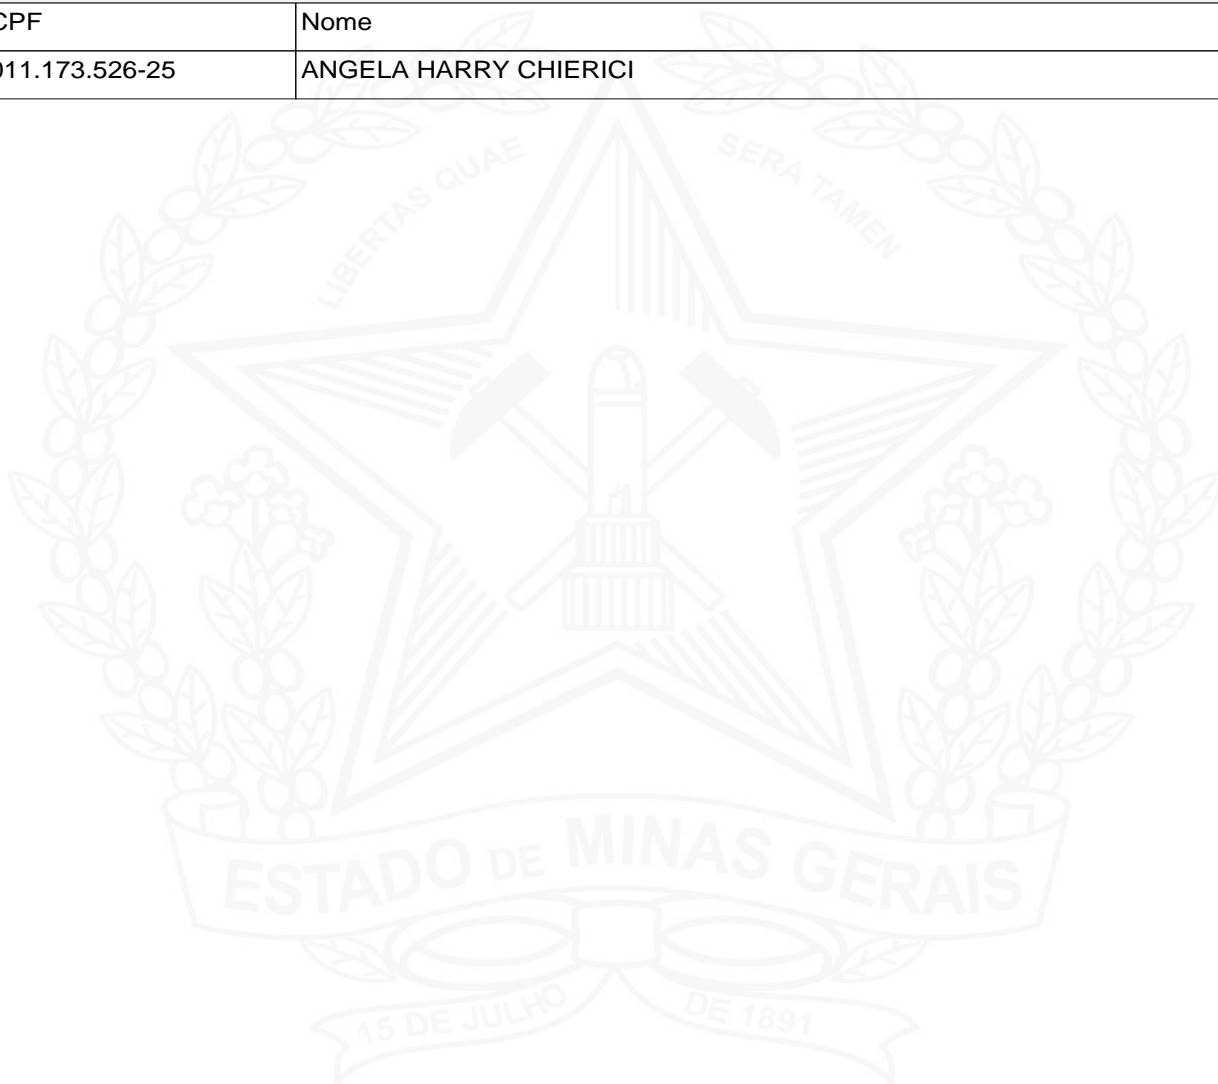 CPF Nome
011.173.526-25 ANGELA HARRY CHIERICI
LIBERTAS QUAE SERA TAMEN
ESTADO DE MINAS GERAIS
15 DE JULHO DE 1891